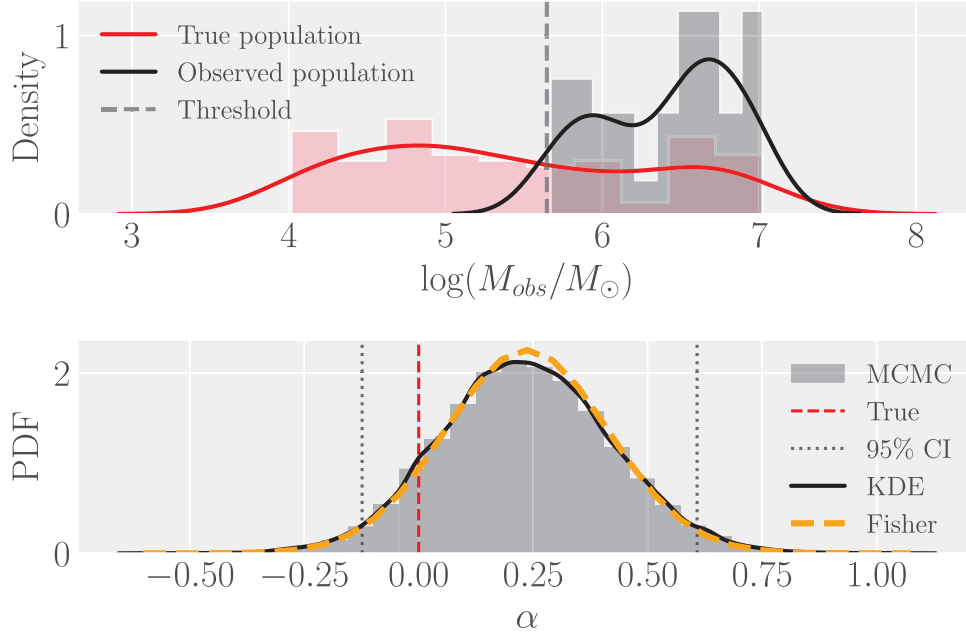 Density
1
0
True population
Observed population
Threshold
3 4 5 6 7 8
log(M_obs/M_⊙)
PDF
2
1
0
MCMC
True
95% CI
KDE
Fisher
−0.50 −0.25 0.00 0.25 0.50 0.75 1.00
α